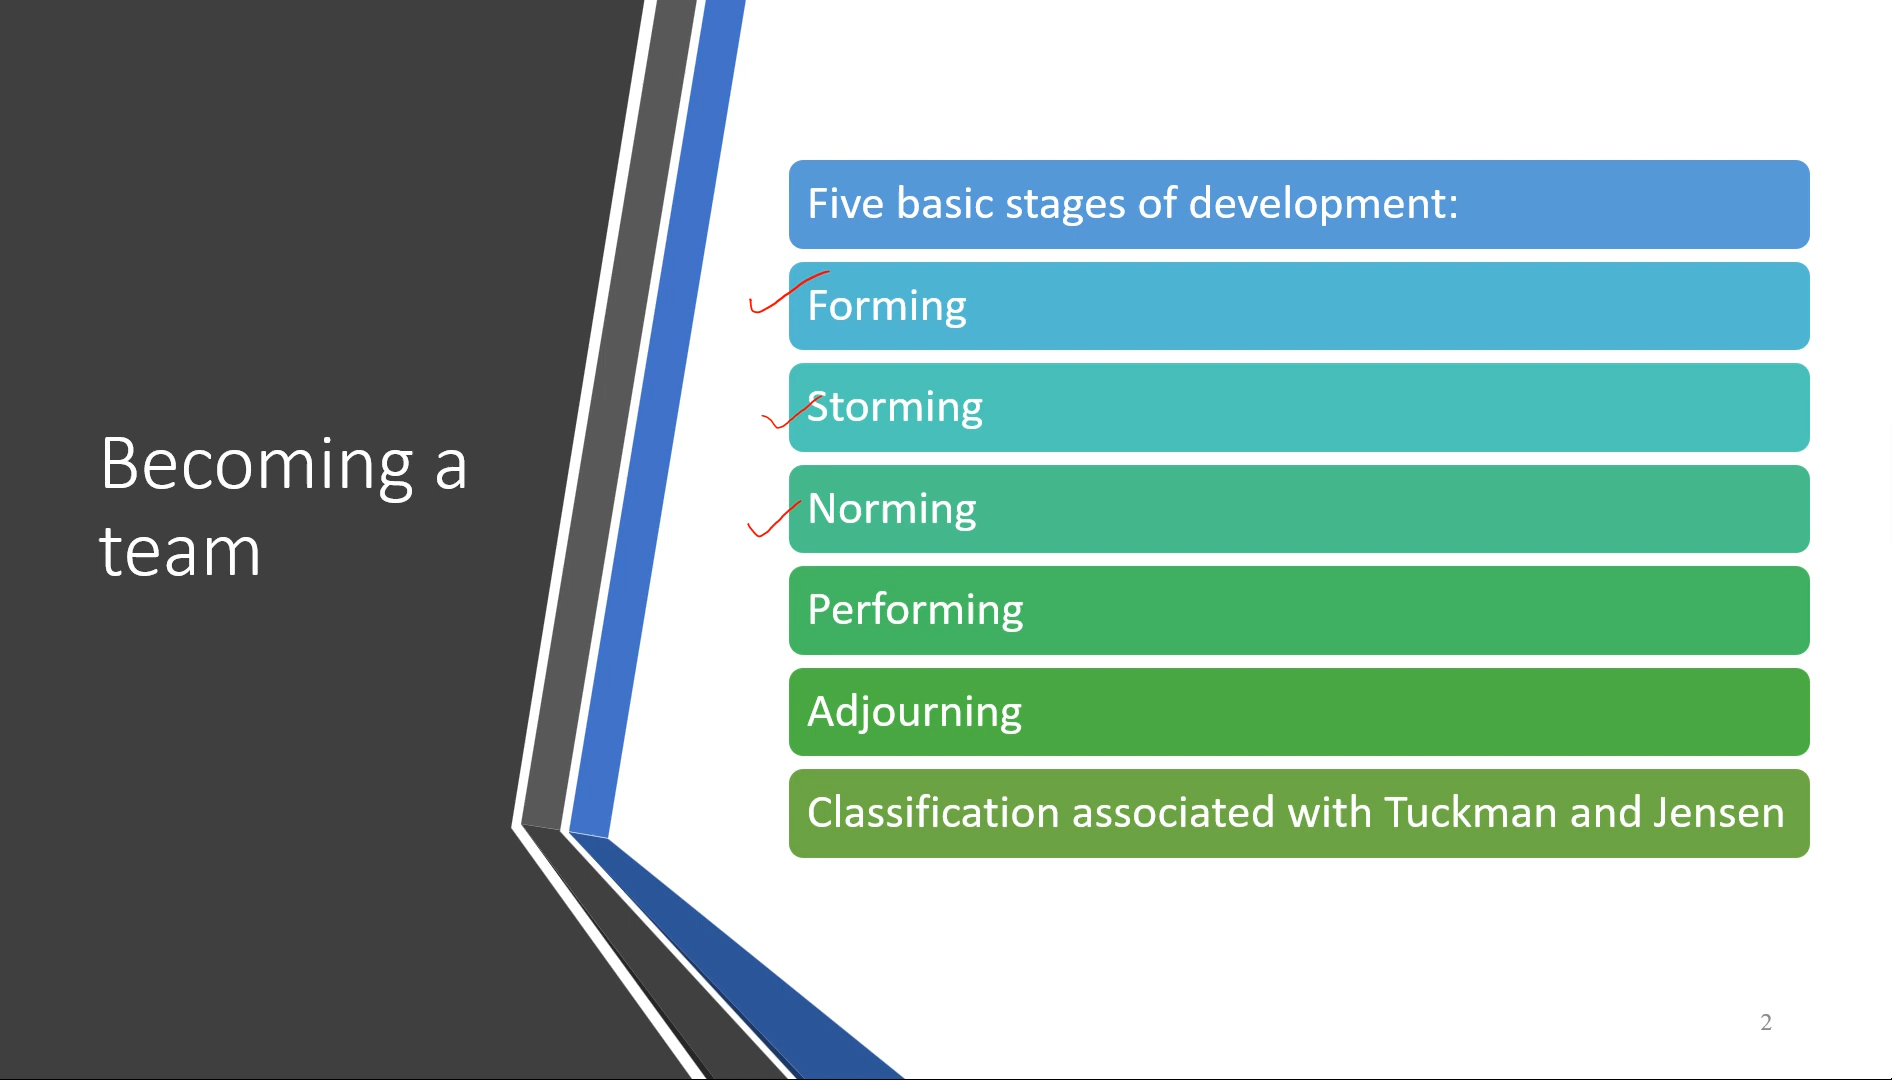 Becoming a
team
Five basic stages of development:
Forming
Storming
Norming
Performing
Adjourning
Classification associated with Tuckman and Jensen
2